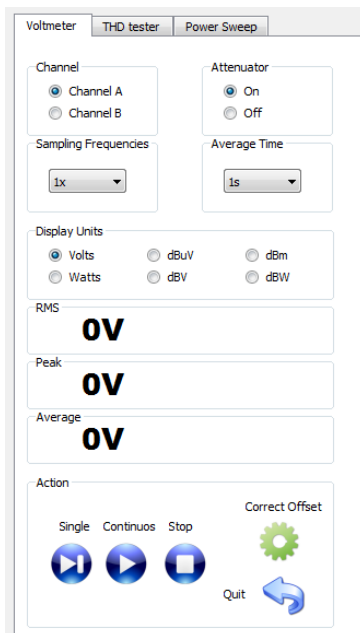 Voltmeter THD tester Power Sweep
Channel Attenuator
Channel A On
Channel B Off
Sampling Frequencies Average Time
1x 1s
Display Units
Volts dBuV dBm
Watts dBV dBW
RMS
0V
Peak
0V
Average
0V
Action
Correct Offset
Single Continuos Stop
Quit